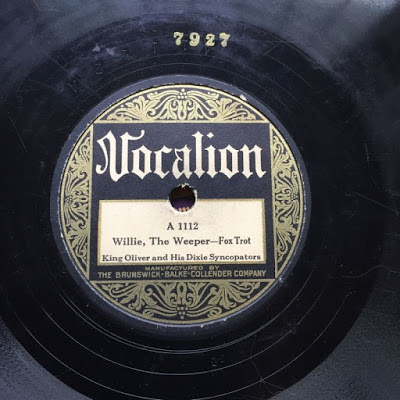 7927
Vocalion
A 1112
Willie, The Weeper—Fox Trot
King Oliver and His Dixie Syncopators
MANUFACTURED BY
THE BRUNSWICK-BALKE-COLLENDER COMPANY